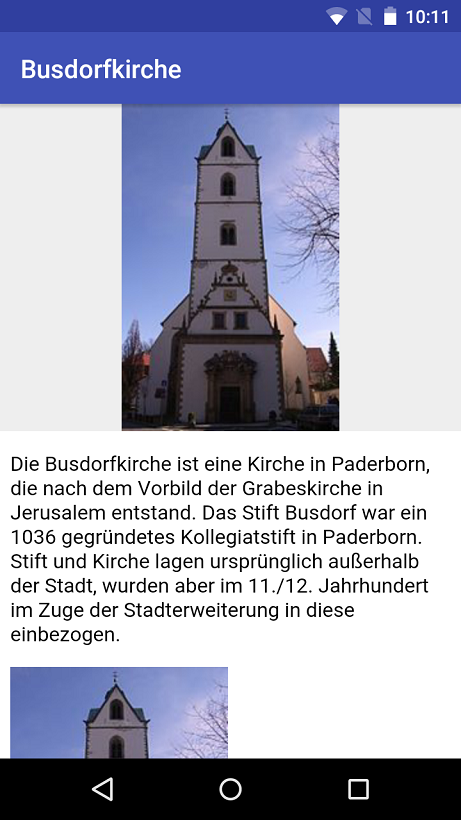 10:11
Busdorfkirche
Die Busdorfkirche ist eine Kirche in Paderborn,
die nach dem Vorbild der Grabeskirche in
Jerusalem entstand. Das Stift Busdorf war ein
1036 gegründetes Kollegiatstift in Paderborn.
Stift und Kirche lagen ursprünglich außerhalb
der Stadt, wurden aber im 11./12. Jahrhundert
im Zuge der Stadterweiterung in diese
einbezogen.